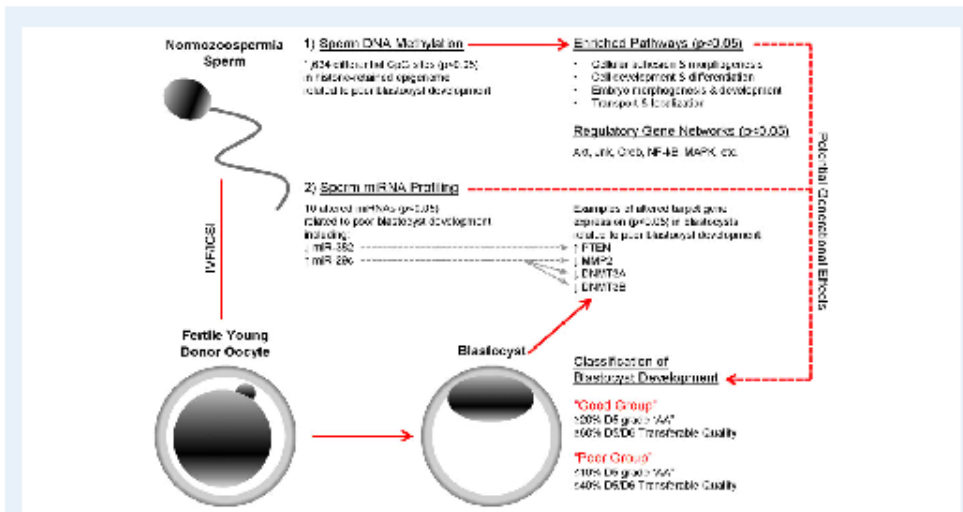 Normozoospermia
Sperm
1) Sperm DNA Methylation
differential CpG sites (p<0.05)
in histone-retained epigenome
related to poor blastocyst development
Enriched Pathways (p<0.05)
• Cellular adhesion & morphogenesis
• Cell development & differentiation
• Embryo morphogenesis & development
• Transport & localization
Regulatory Gene Networks (p<0.05)
Akt, Jnk, Creb, NF-kB, MAPK, etc.
2) Sperm miRNA Profiling
10 altered miRNAs (p<0.05)
related to poor blastocyst development
including:
↓
↑ miR-29c
Examples of altered target gene
expression (p<0.05) in blastocysts
related to poor blastocyst development
↑ PTEN
↓ MMP2
↓ DNMT3A
↓ DNMT3B
Potential Generational Effects
IVF/ICSI
Fertile Young
Donor Oocyte
Blastocyst
Classification of
Blastocyst Development
"Good Group"
D5 grade 'AA'
D5/D6 Transferable Quality
"Poor Group"
D5 grade 'AA'
D5/D6 Transferable Quality